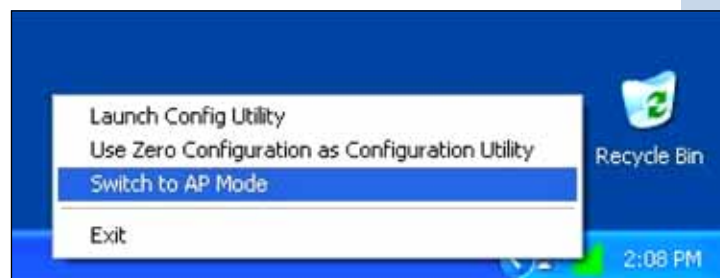 Launch Config Utility
Use Zero Configuration as Configuration Utility
Switch to AP Mode
Exit
Recycle Bin
2:08 PM